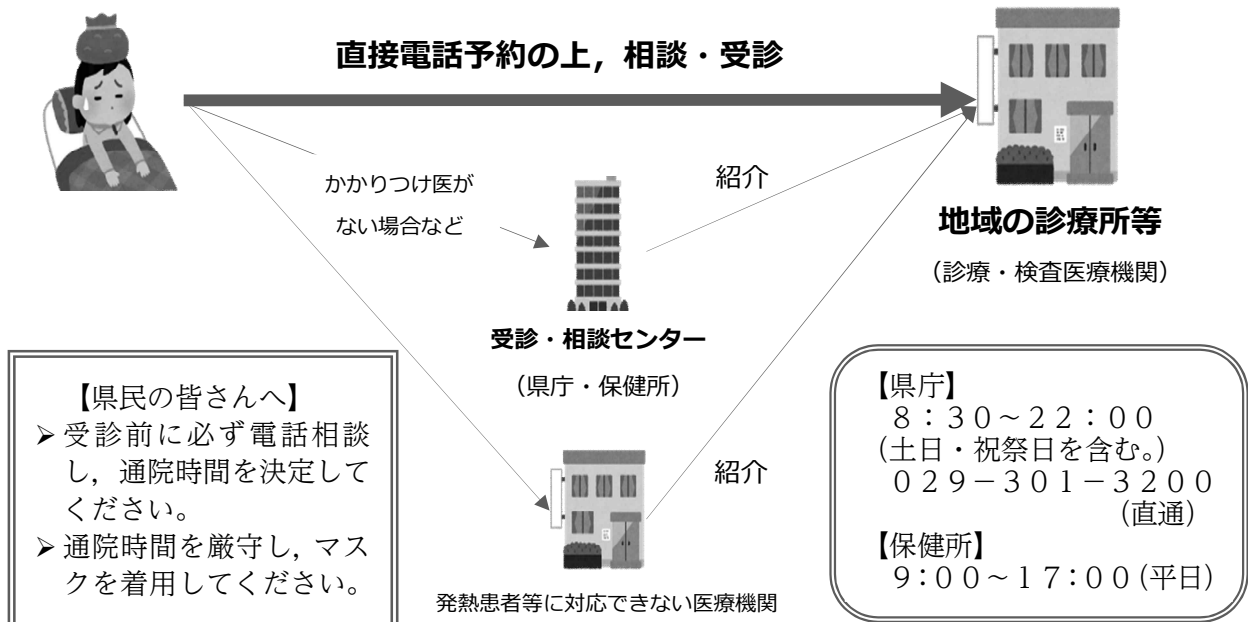 直接電話予約の上，相談・受診
かかりつけ医が
ない場合など
紹介
地域の診療所等
（診療・検査医療機関）
受診・相談センター
（県庁・保健所）
紹介
発熱患者等に対応できない医療機関
【県民の皆さんへ】
➢ 受診前に必ず電話相談
し，通院時間を決定して
ください。
➢ 通院時間を厳守し，マス
クを着用してください。
【県庁】
８：３０～２２：００
（土日・祝祭日を含む。）
０２９－３０１－３２００
（直通）
【保健所】
９：００～１７：００（平日）